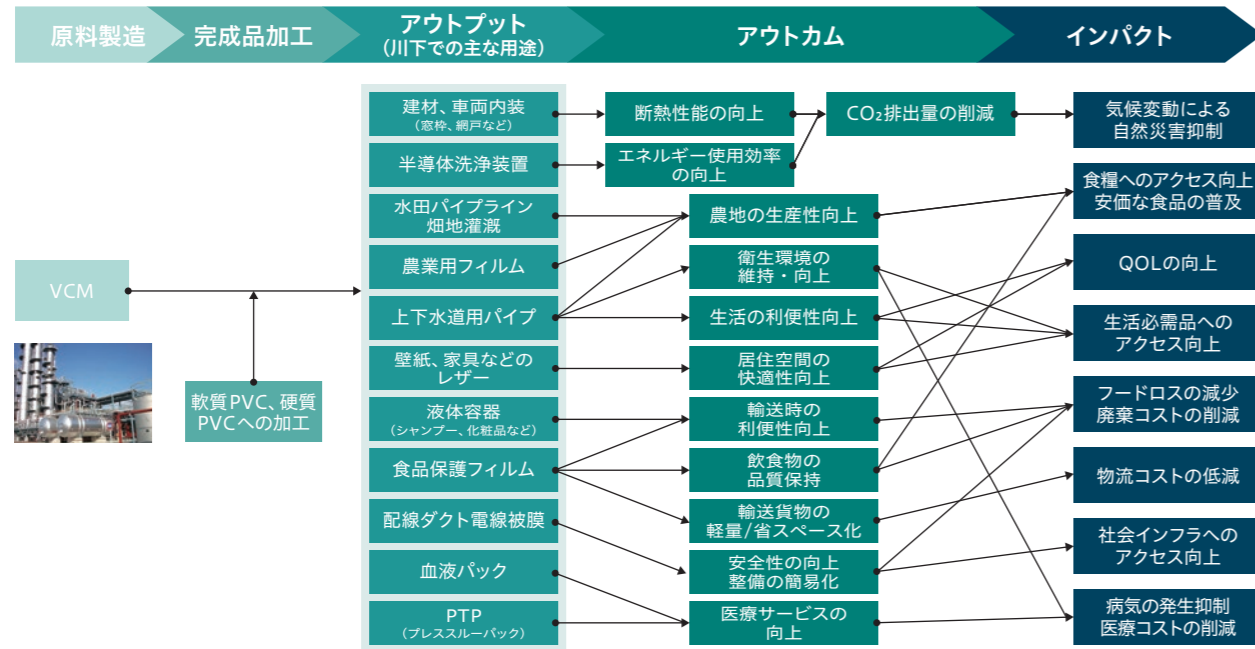 原料製造
完成品加工
アウトプット
(川下での主な用途)
アウトカム
インパクト
VCM
軟質PVC、硬質
PVCへの加工
建材、車両内装
(窓枠、網戸など)
半導体洗浄装置
水田パイプライン
畑地灌漑
農業用フィルム
上下水道用パイプ
壁紙、家具などの
レザー
液体容器
(シャンプー、化粧品など)
食品保護フィルム
配線ダクト電線被膜
血液パック
PTP
(プレススルーパック)
断熱性能の向上
エネルギー使用効率
の向上
CO₂排出量の削減
農地の生産性向上
衛生環境の
維持・向上
生活の利便性向上
居住空間の
快適性向上
輸送時の
利便性向上
飲食物の
品質保持
輸送貨物の
軽量/省スペース化
安全性の向上
整備の簡易化
医療サービスの
向上
気候変動による
自然災害抑制
食糧へのアクセス向上
安価な食品の普及
QOLの向上
生活必需品への
アクセス向上
フードロスの減少
廃棄コストの削減
物流コストの低減
社会インフラへの
アクセス向上
病気の発生抑制
医療コストの削減